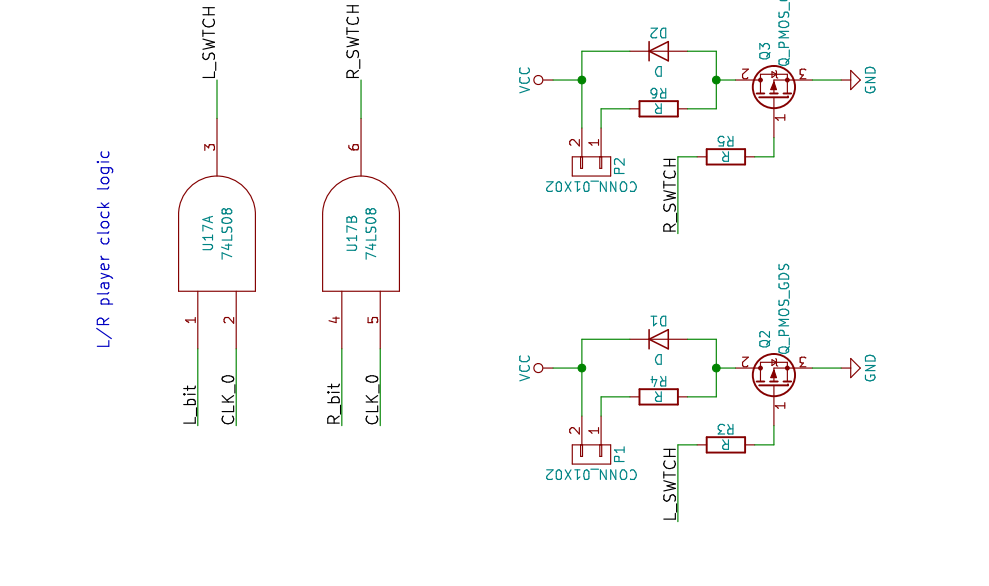 L/R player clock logic
L_SWTCH
3
U17A
74LS08
1
2
L_bit
CLK_0
R_SWTCH
6
U17B
74LS08
4
5
R_bit
CLK_0
D2
D
VCC
R6
R
2
1
P2
CONN_01X02
Q3
2
3
1
GND
R5
R
R_SWTCH
D1
D
VCC
R4
R
2
1
P1
CONN_01X02
Q2
Q_PMOS_GDS
2
3
1
GND
R3
R
L_SWTCH